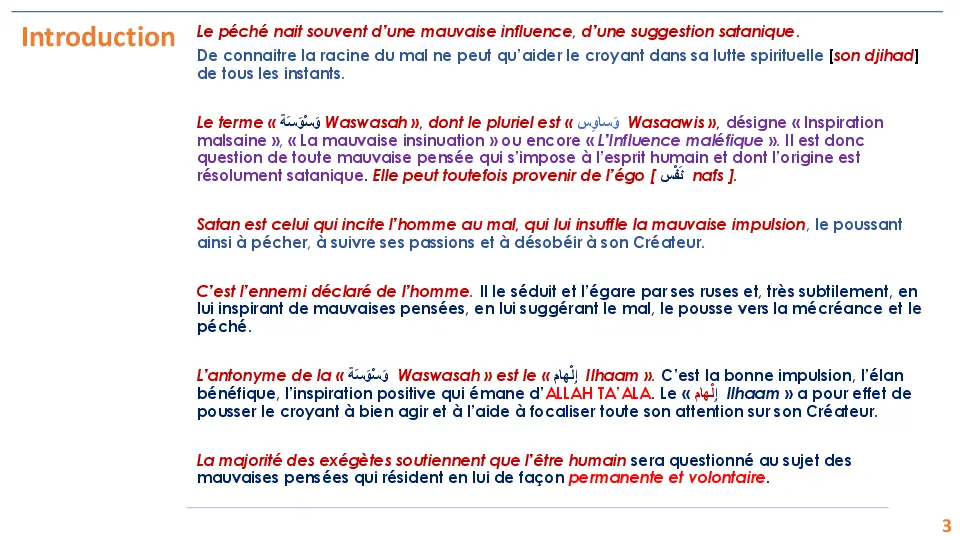 Introduction
Le péché nait souvent d’une mauvaise influence, d’une suggestion satanique.
De connaitre la racine du mal ne peut qu’aider le croyant dans sa lutte spirituelle [son djihad]
de tous les instants.
Le terme « وَسْوَسَة Waswasah », dont le pluriel est « وَساوِس Wasaawis », désigne « Inspiration
malsaine », « La mauvaise insinuation » ou encore « L’Influence maléfique ». Il est donc
question de toute mauvaise pensée qui s’impose à l’esprit humain et dont l’origine est
résolument satanique. Elle peut toutefois provenir de l’égo [ نَفْس nafs ].
Satan est celui qui incite l’homme au mal, qui lui insuffle la mauvaise impulsion, le poussant
ainsi à pécher, à suivre ses passions et à désobéir à son Créateur.
C’est l’ennemi déclaré de l’homme. Il le séduit et l’égare par ses ruses et, très subtilement, en
lui inspirant de mauvaises pensées, en lui suggérant le mal, le pousse vers la mécréance et le
péché.
L’antonyme de la « وَسْوَسَة Waswasah » est le « إِلْهام Ilhaam ». C’est la bonne impulsion, l’élan
bénéfique, l’inspiration positive qui émane d’ALLAH TA’ALA. Le « إِلْهام Ilhaam » a pour effet de
pousser le croyant à bien agir et à l’aide à focaliser toute son attention sur son Créateur.
La majorité des exégètes soutiennent que l’être humain sera questionné au sujet des
mauvaises pensées qui résident en lui de façon permanente et volontaire.
3